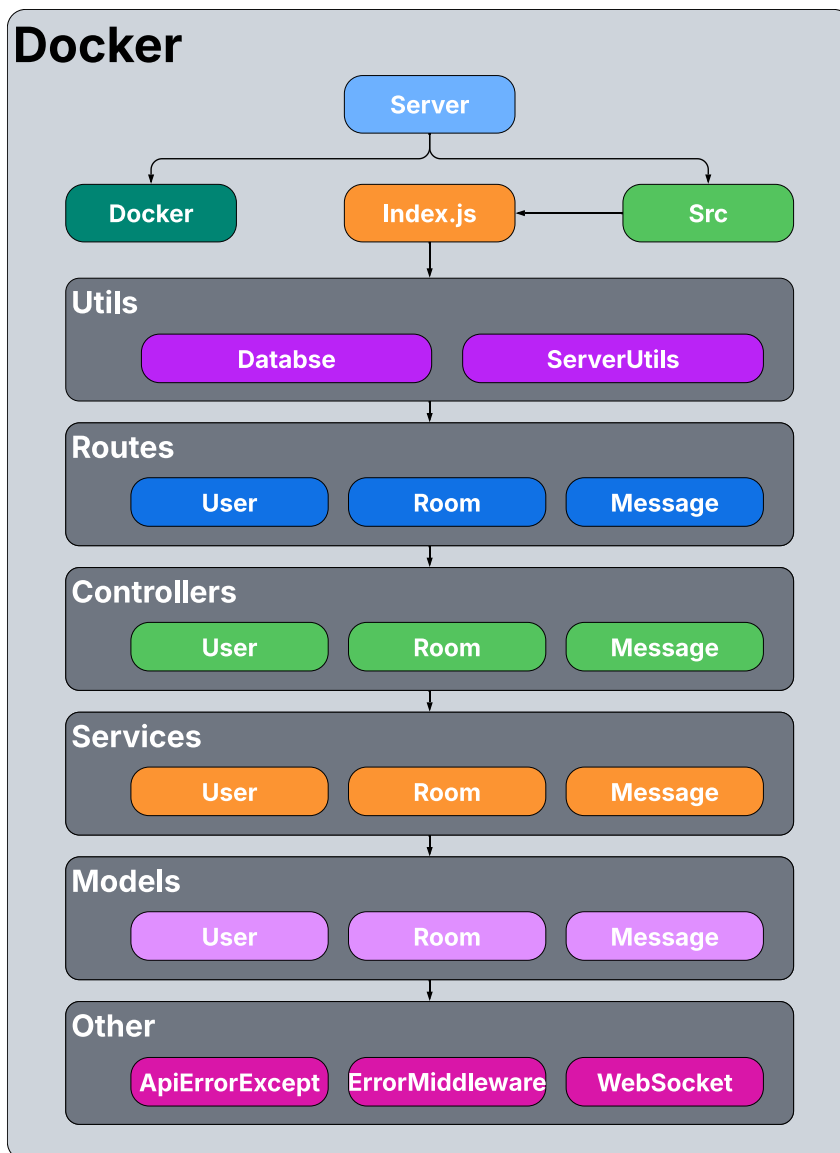 Docker
Server
Docker
Index.js
Src
Utils
Databse
ServerUtils
Routes
User
Room
Message
Controllers
User
Room
Message
Services
User
Room
Message
Models
User
Room
Message
Other
ApiErrorExcept
ErrorMiddleware
WebSocket